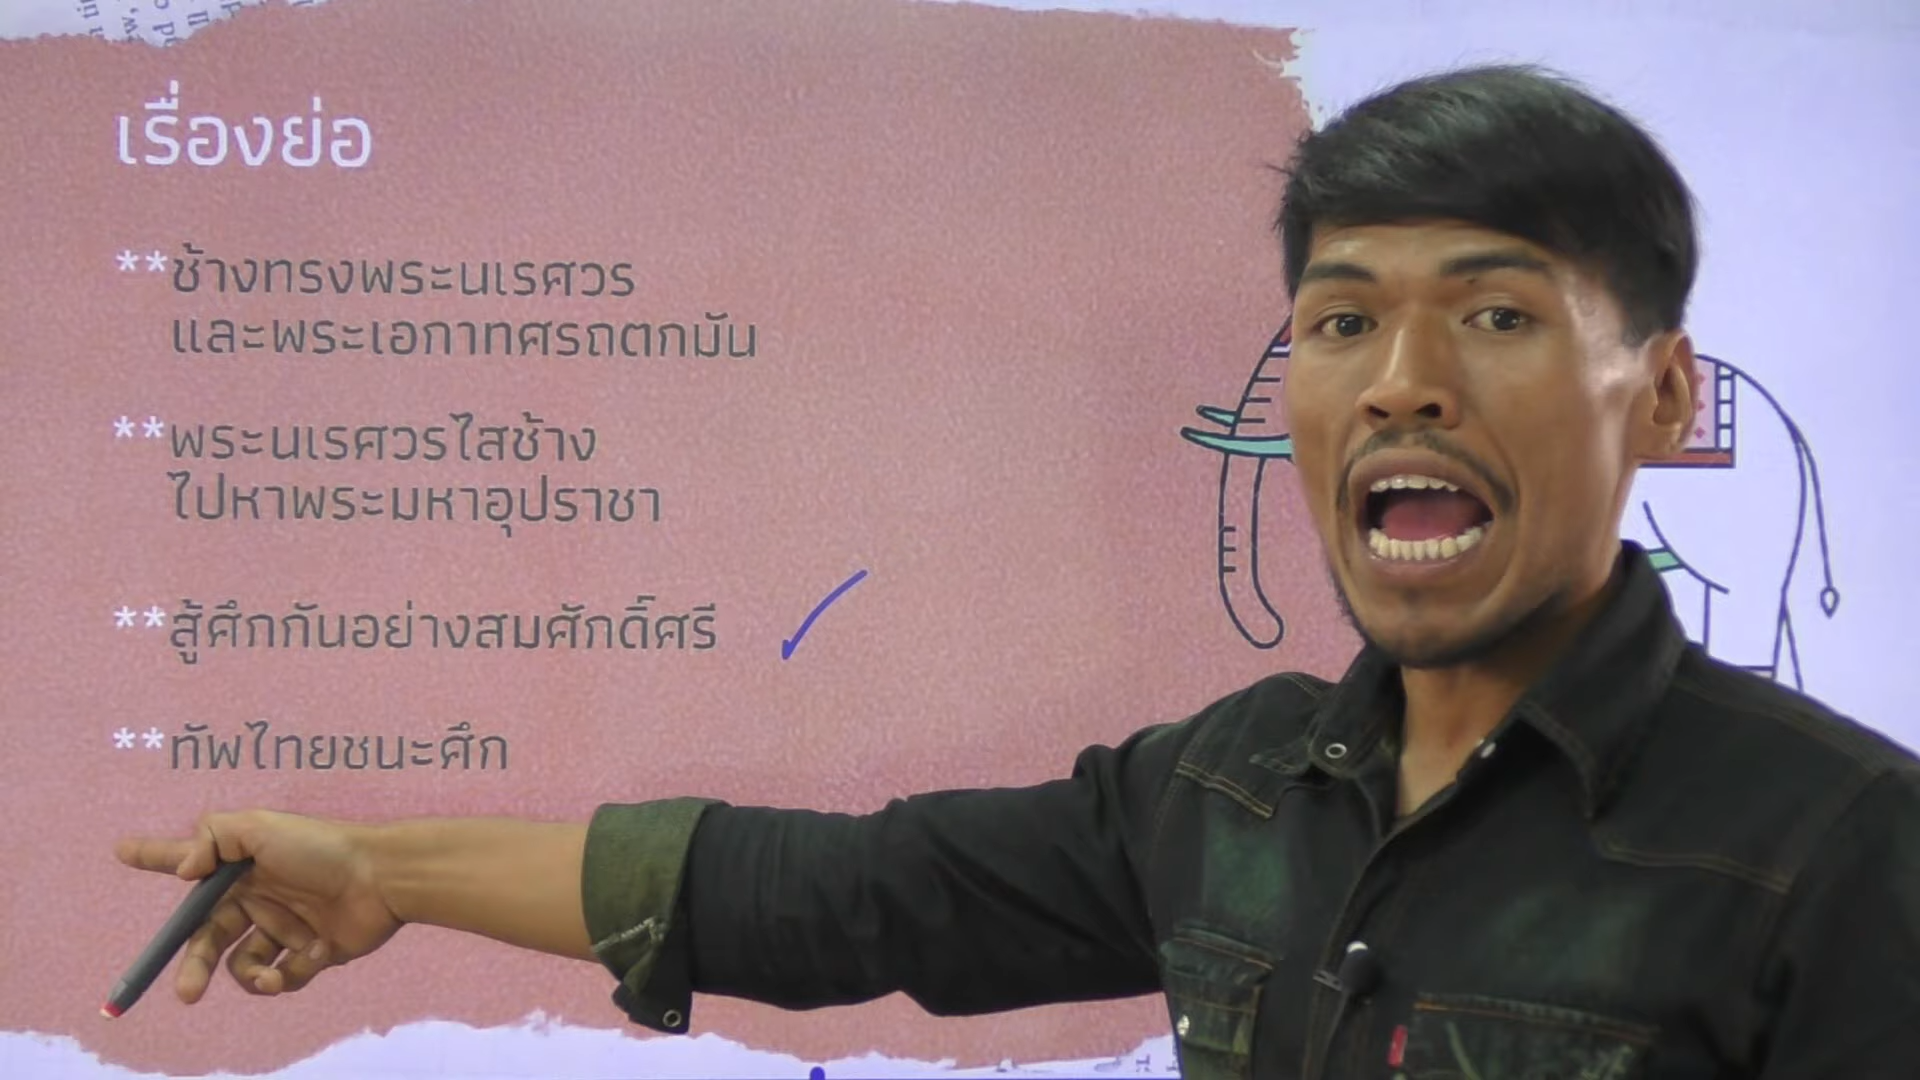 เรื่องย่อ
**ช้างทรงพระนเรศวร
และพระเอกาทศรถตกมัน
**พระนเรศวรไสช้าง
ไปหาพระมหาอุปราชา
**สู้ศึกกันอย่างสมศักดิ์ศรี
**ทัพไทยชนะศึก